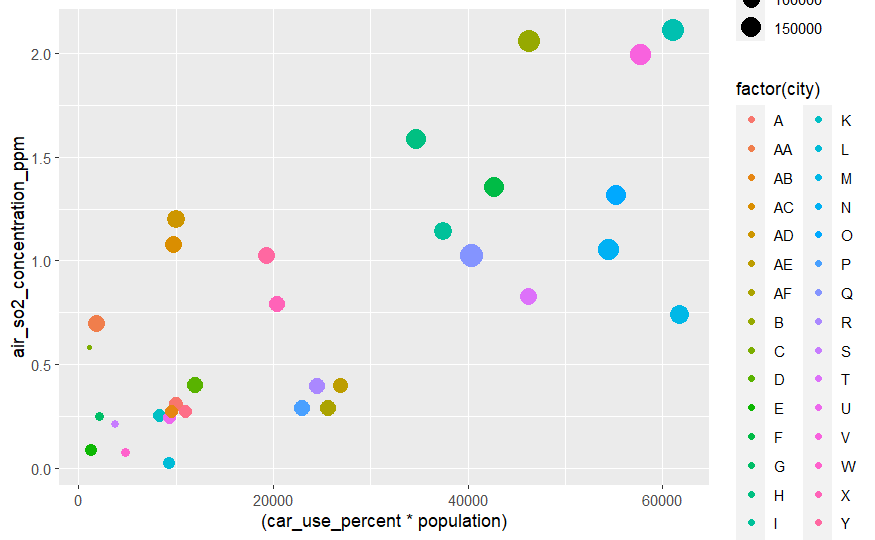 100000
150000
factor(city)
A K
AA L
AB M
AC N
AD O
AE P
AF Q
B R
C S
D T
E U
F V
G W
H X
I Y
air_so2_concentration_ppm
2.0
1.5
1.0
0.5
0.0
0 20000 40000 60000
(car_use_percent * population)